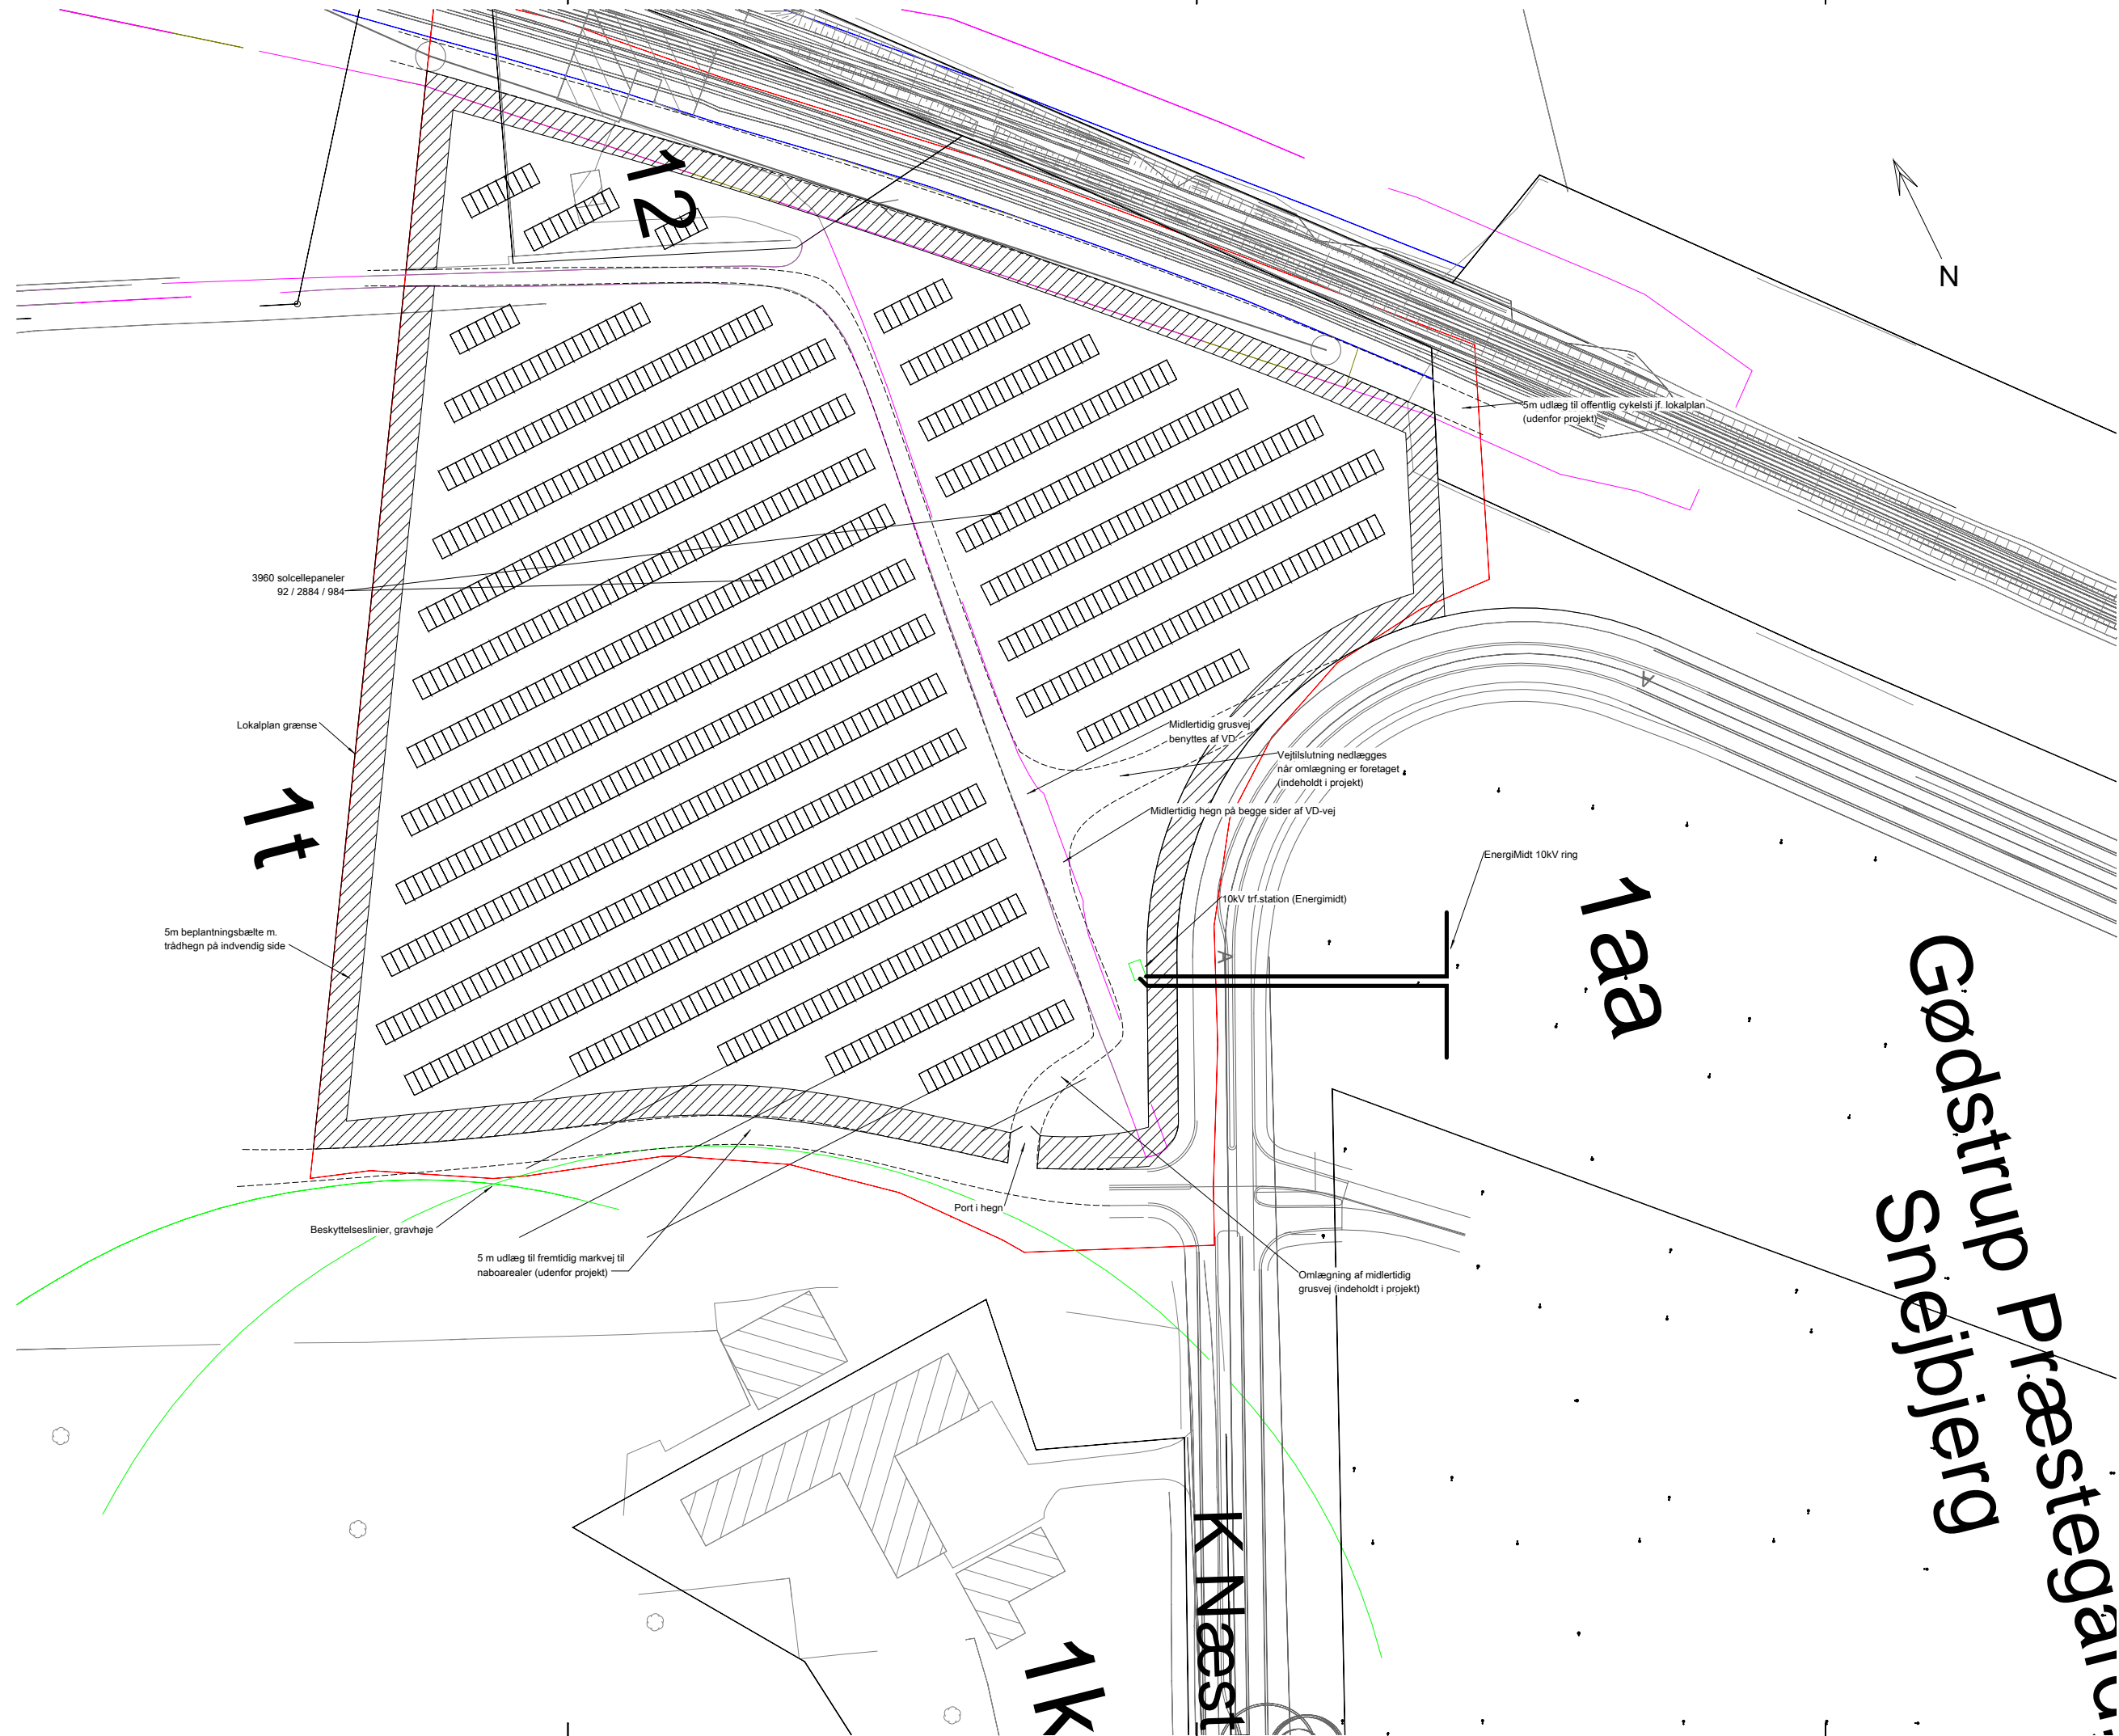 12
N
5m udlæg til offentlig cykelsti jf. lokalplan
(udenfor projekt)
3960 solcellepaneler
92 / 2884 / 984
A
Lokalplan grænse
Midlertidig grusvej
benyttes af VD
Vejtilslutning nedlægges
når omlægning er foretaget
(indeholdt i projekt)
1t
Midlertidig hegn på begge sider af VD-vej
EnergiMidt 10kV ring
10kV trf.station (Energimidt)
1aa
5m beplantningsbælte m.
trådhegn på indvendig side
A
Gødstrup Præstegård
Snejbjerg
Port i hegn
Beskyttelseslinier, gravhøje
5 m udlæg til fremtidig markvej til
naboarealer (udenfor projekt)
Omlægning af midlertidig
grusvej (indeholdt i projekt)
K Næst
1k